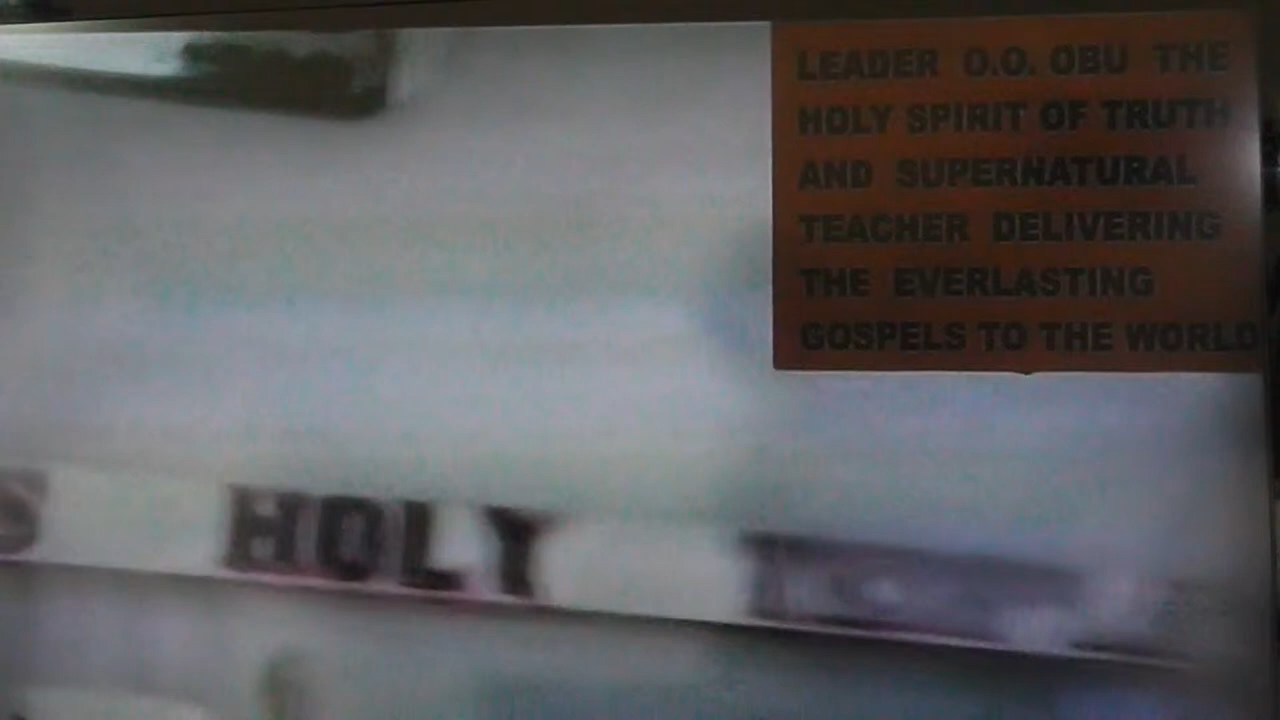 LEADER O.O. OBU THE
HOLY SPIRIT OF TRUTH
AND SUPERNATURAL
TEACHER DELIVERING
THE EVERLASTING
GOSPELS TO THE WORLD
HOLY